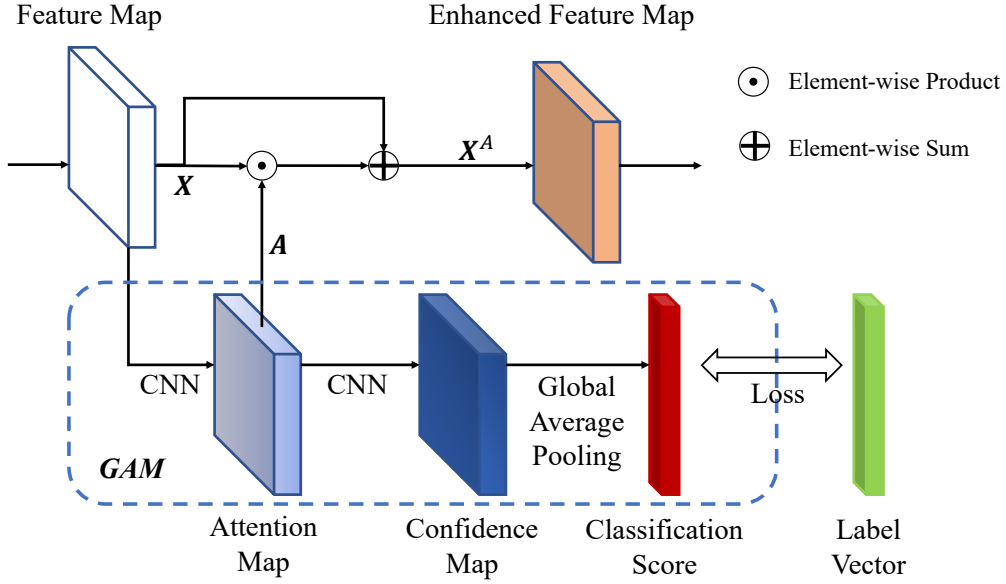 Feature Map
Enhanced Feature Map
Element-wise Product
Element-wise Sum
X
X^A
A
CNN
CNN
Global
Average
Pooling
Loss
GAM
Attention
Map
Confidence
Map
Classification
Score
Label
Vector